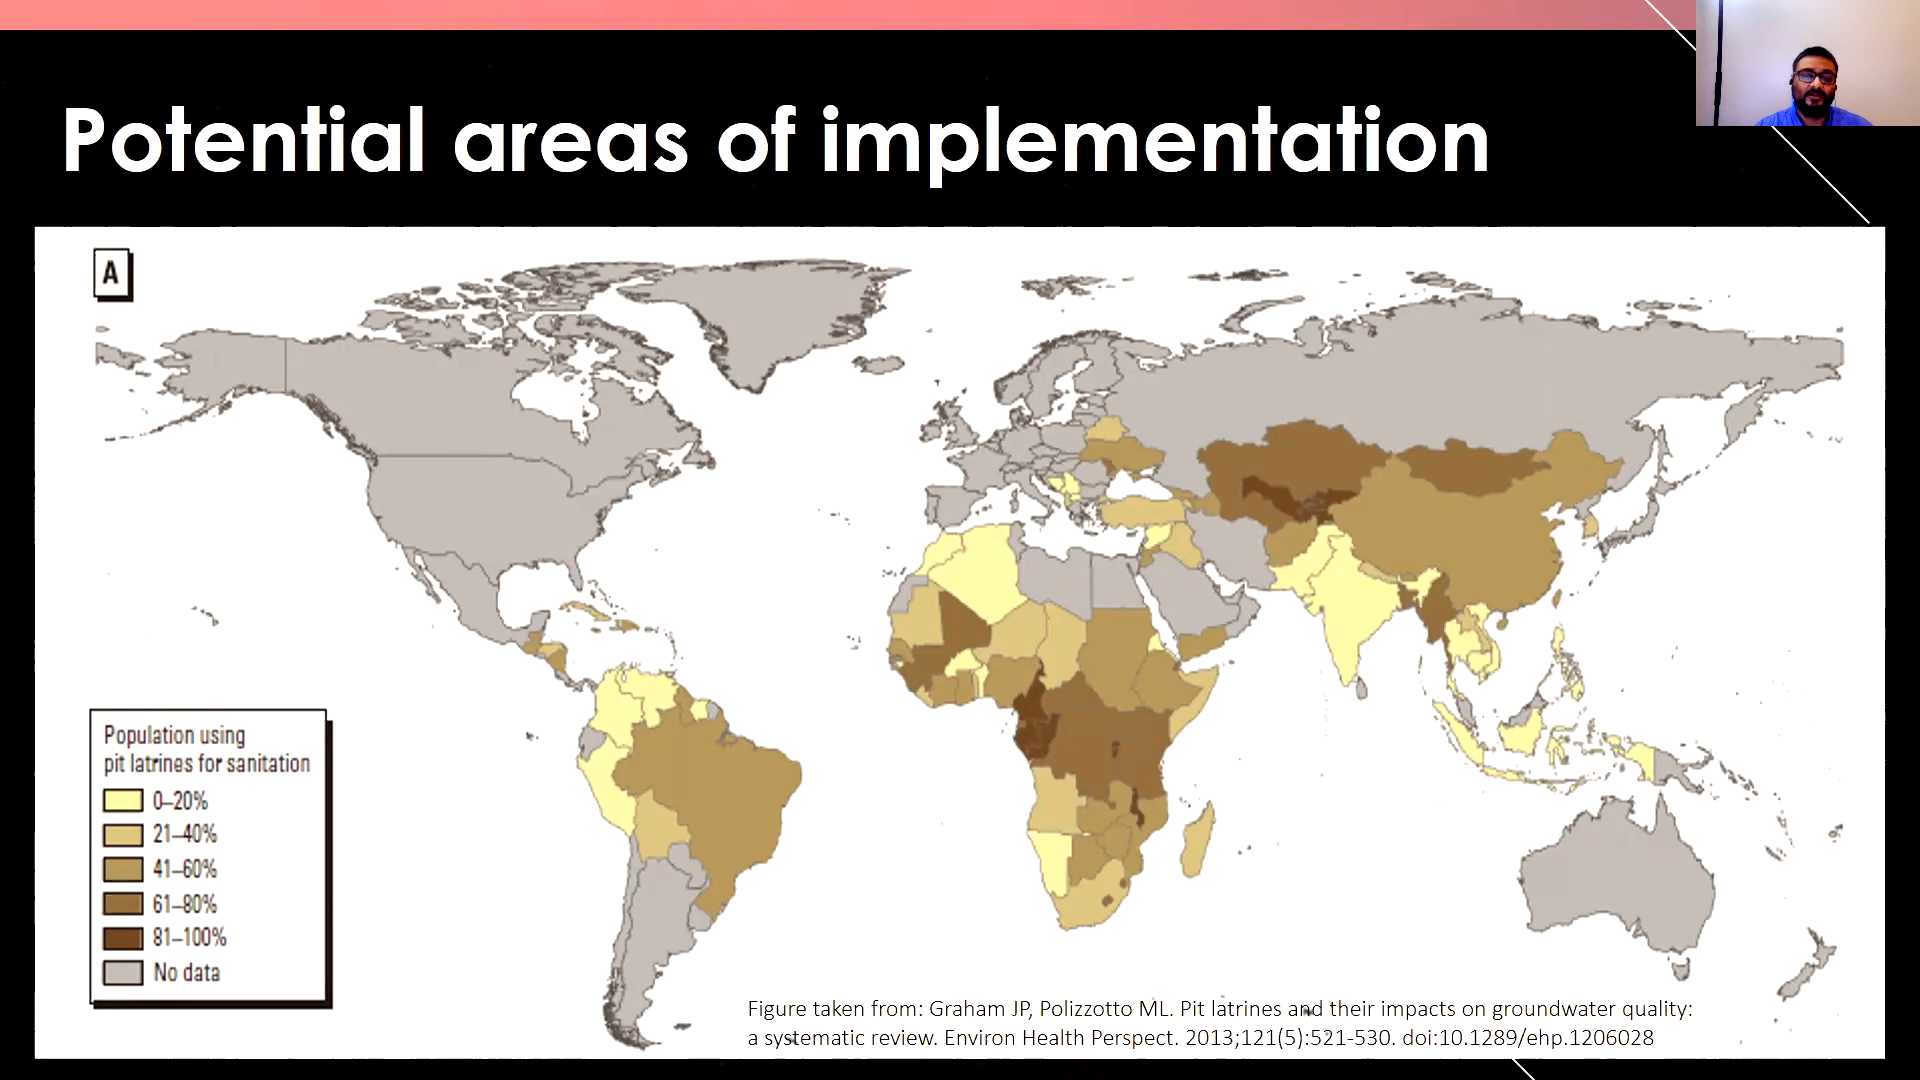 Potential areas of implementation
A
Population using
pit latrines for sanitation
0–20%
21–40%
41–60%
61–80%
81–100%
No data
Figure taken from: Graham JP, Polizzotto ML. Pit latrines and their impacts on groundwater quality:
a systematic review. Environ Health Perspect. 2013;121(5):521-530. doi:10.1289/ehp.1206028